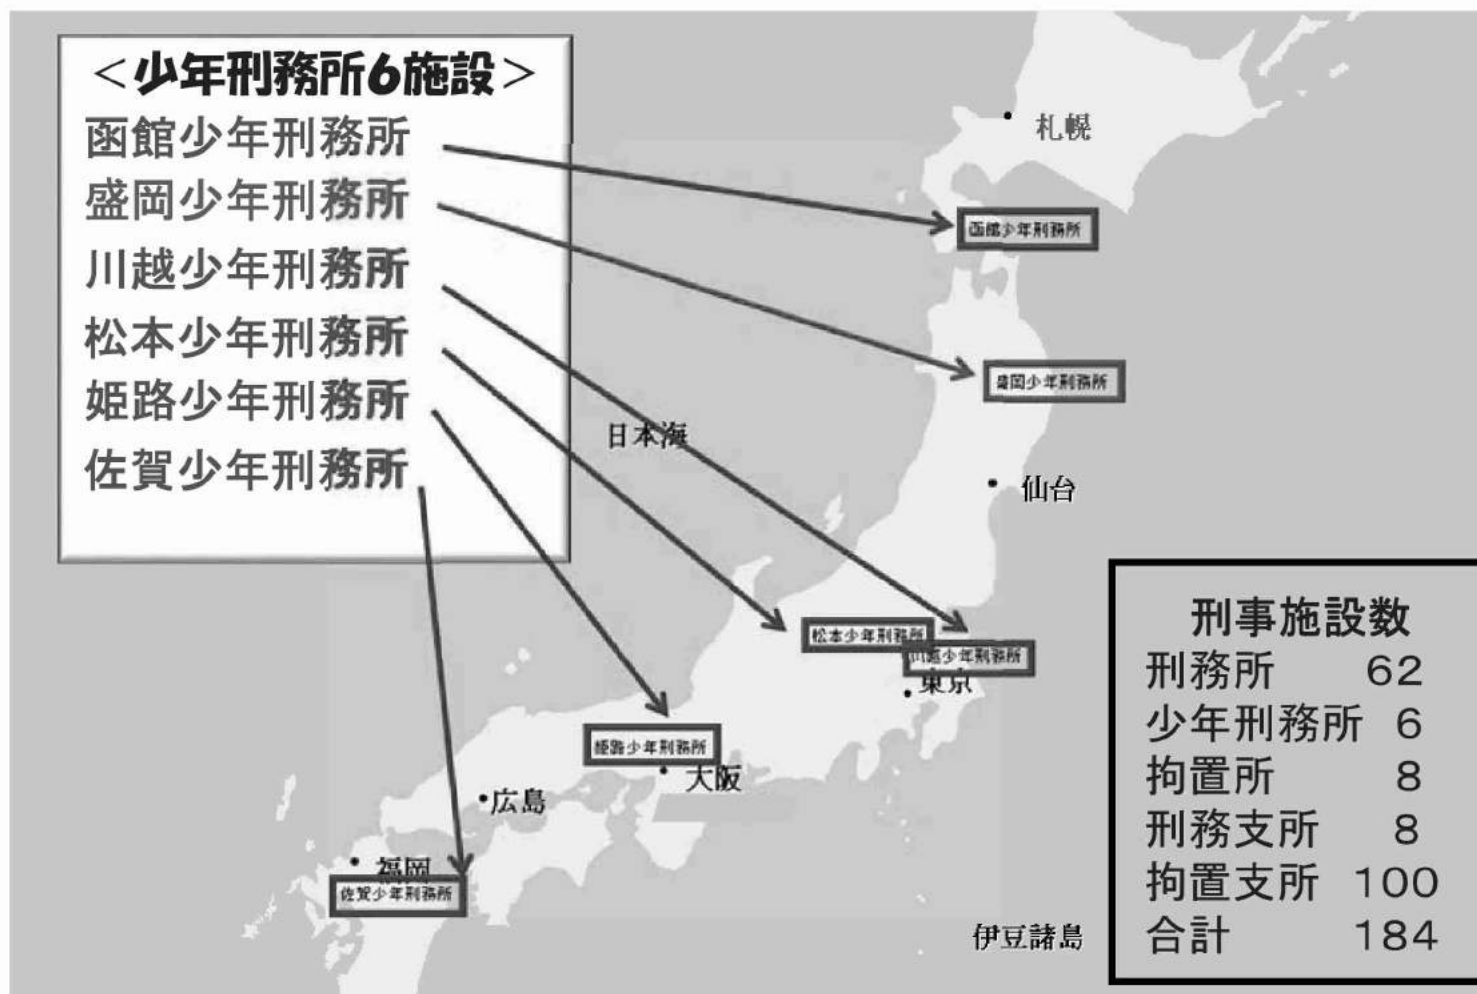 ＜少年刑務所6施設＞
函館少年刑務所
盛岡少年刑務所
川越少年刑務所
松本少年刑務所
姫路少年刑務所
佐賀少年刑務所
札幌
函館少年刑務所
盛岡少年刑務所
日本海
仙台
松本少年刑務所
川越少年刑務所
東京
姫路少年刑務所
大阪
広島
福岡
佐賀少年刑務所
伊豆諸島
刑事施設数
刑務所 62
少年刑務所 6
拘置所 8
刑務支所 8
拘置支所 100
合計 184